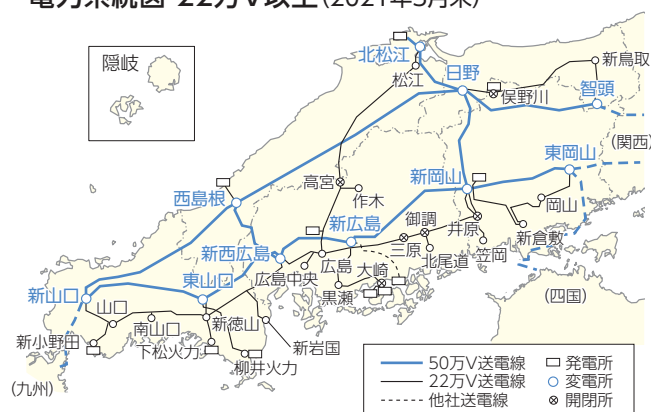 電力系統図 22万V以上(2021年3月末)
隠岐
北松江
松江
日野
新鳥取
俣野川
智頭
(関西)
東岡山
新岡山
高宮
作木
西島根
岡山
新広島
御調
井原
新倉敷
新西広島
三原
笠岡
北尾道
広島中央
広島
大崎
東山口
黒瀬
(四国)
新山口
山口
南山口
新徳山
新小野田
下松火力
新岩国
柳井火力
(九州)
50万V送電線 発電所
22万V送電線 変電所
他社送電線 開閉所